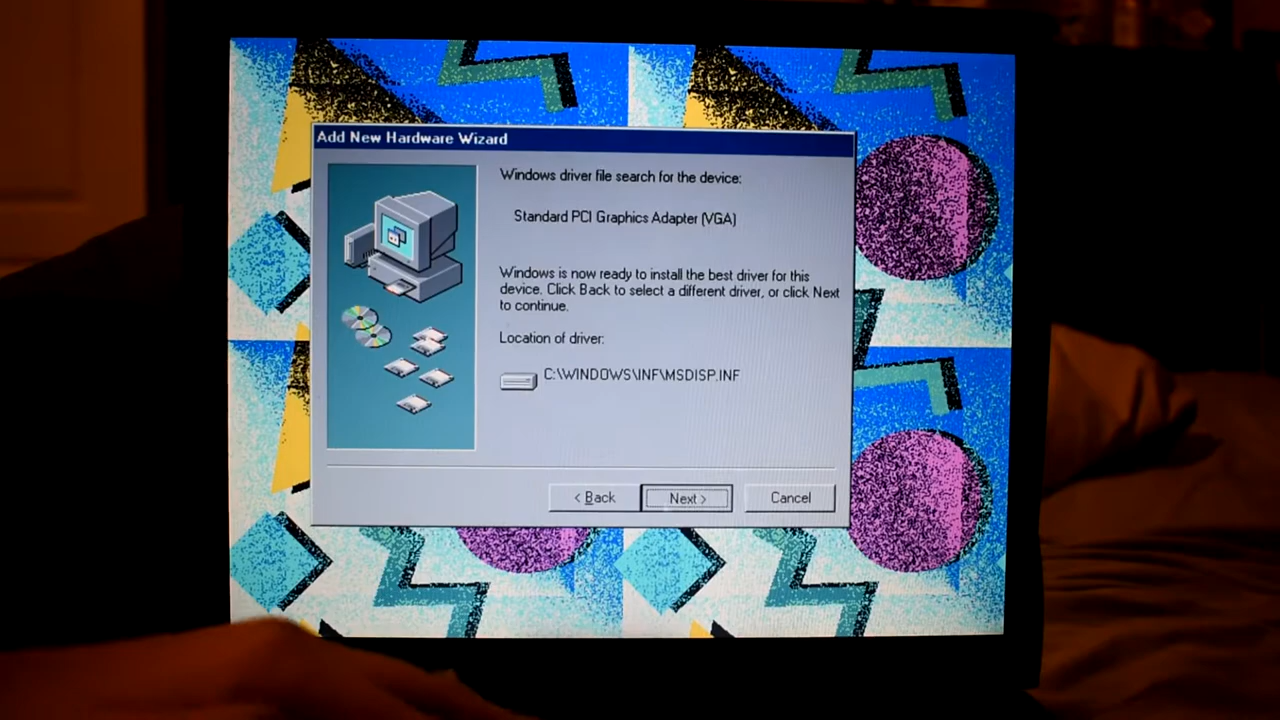 Add New Hardware Wizard
Windows driver file search for the device:
Standard PCI Graphics Adapter (VGA)
Windows is now ready to install the best driver for this
device. Click Back to select a different driver, or click Next
to continue.
Location of driver:
C:\WINDOWS\INF\MSDISP.INF
< Back
Next >
Cancel